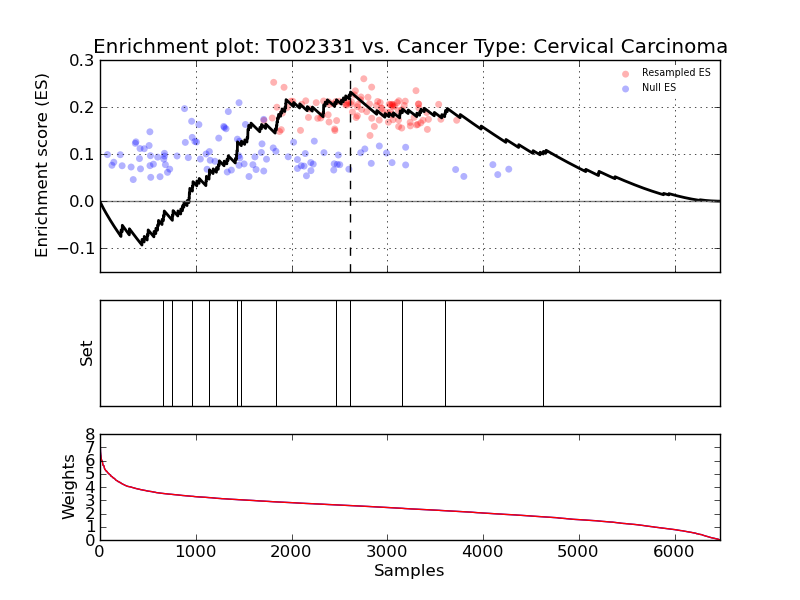 Enrichment plot: T002331 vs. Cancer Type: Cervical Carcinoma
Enrichment score (ES)
0.3
0.2
0.1
0.0
−0.1
Resampled ES
Null ES
Set
Weights
8
7
6
5
4
3
2
1
0
0 1000 2000 3000 4000 5000 6000
Samples